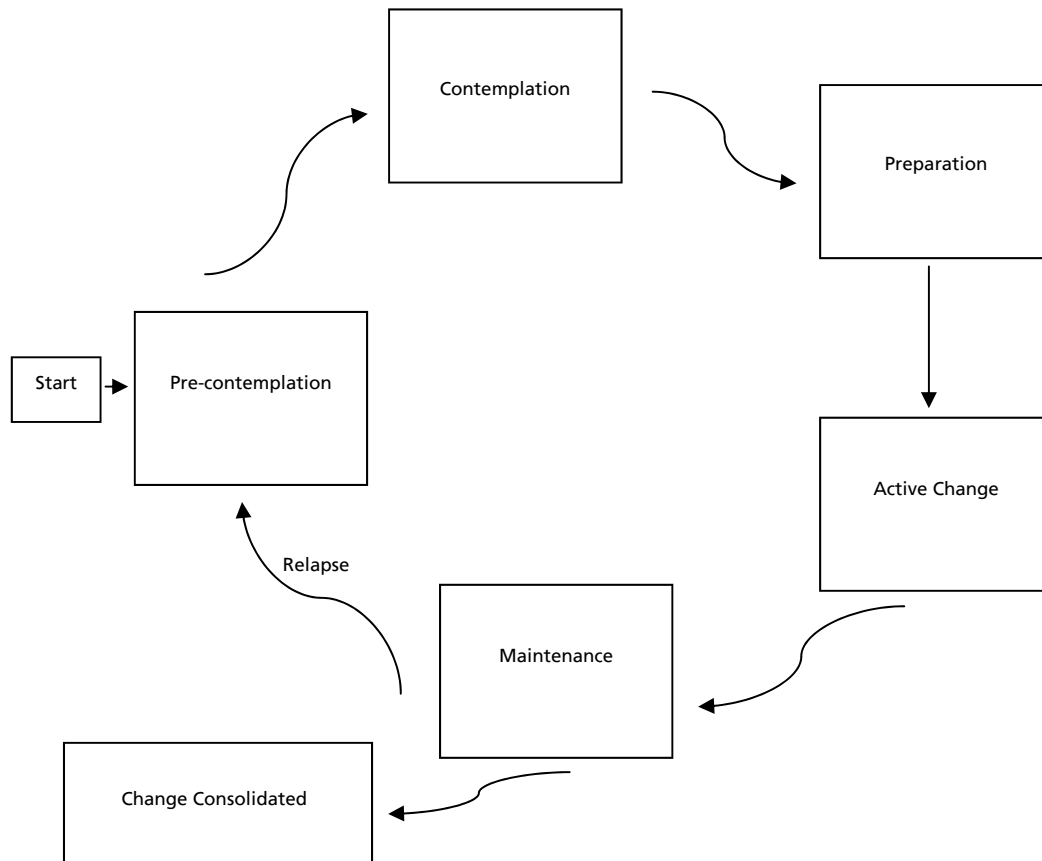 Contemplation
Preparation
Start
Pre-contemplation
Active Change
Relapse
Maintenance
Change Consolidated